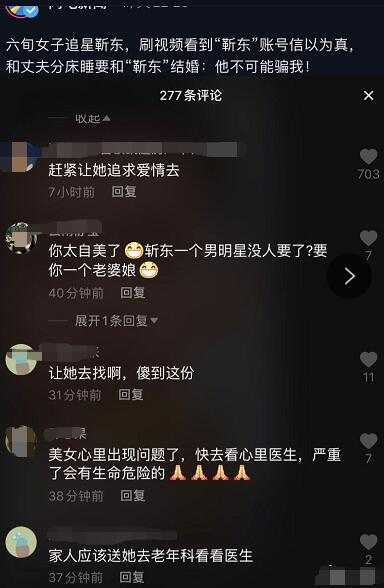 六旬女子追星靳东，刷视频看到“靳东”账号信以为真，
和丈夫分床睡要和“靳东”结婚：他不可能骗我！
277条评论
收起
赶紧让她追求爱情去
703
7小时前 回复
你太自美了😁斩东一个男明星没人要了?要
你一个老婆娘😁
7
40分钟前 回复
展开1条回复
让她去找啊，傻到这份
11
31分钟前 回复
美女心里出现问题了，快去看心里医生，严重
了会有生命危险的🙏🙏🙏🙏
7
38分钟前 回复
家人应该送她去老年科看看医生
2
37分钟前 回复